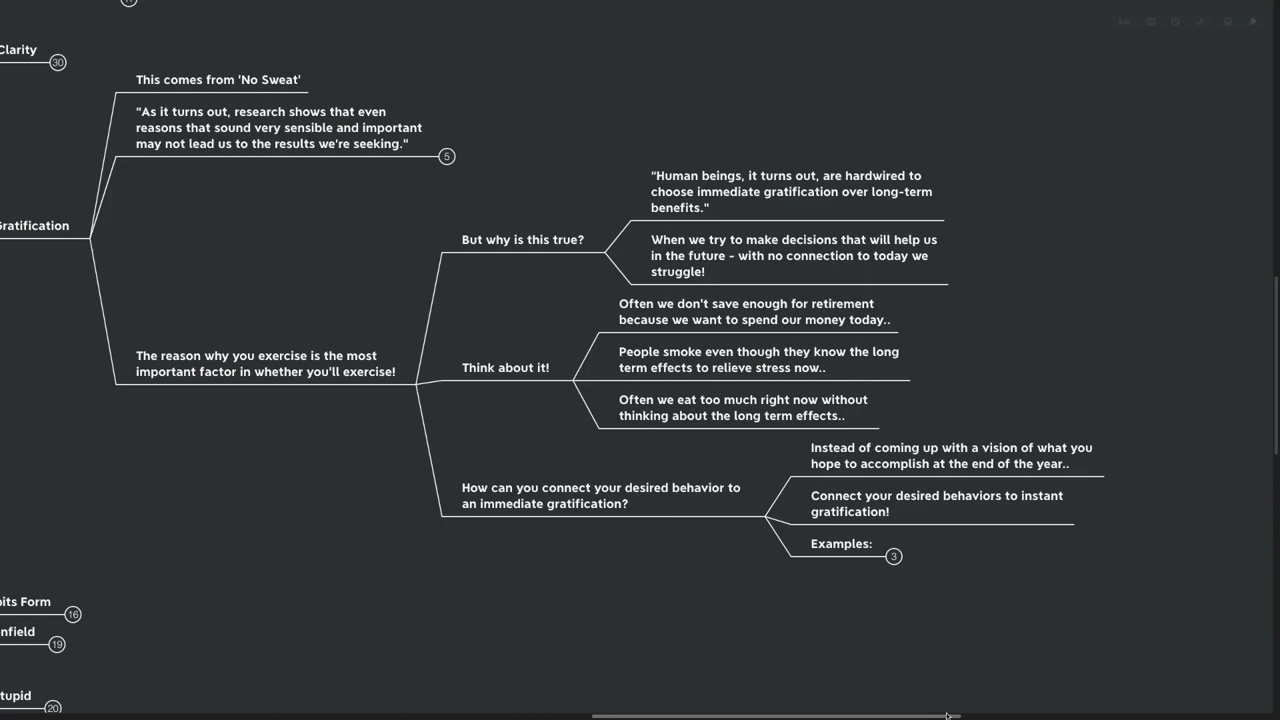 Clarity
30
This comes from 'No Sweat'
"As it turns out, research shows that even
reasons that sound very sensible and important
may not lead us to the results we're seeking."
5
Gratification
The reason why you exercise is the most
important factor in whether you'll exercise!
But why is this true?
"Human beings, it turns out, are hardwired to
choose immediate gratification over long-term
benefits."
When we try to make decisions that will help us
in the future - with no connection to today we
struggle!
Think about it!
Often we don't save enough for retirement
because we want to spend our money today..
People smoke even though they know the long
term effects to relieve stress now..
Often we eat too much right now without
thinking about the long term effects..
How can you connect your desired behavior to
an immediate gratification?
Instead of coming up with a vision of what you
hope to accomplish at the end of the year..
Connect your desired behaviors to instant
gratification!
Examples:
3
bits Form
16
nfield
19
tupid
20